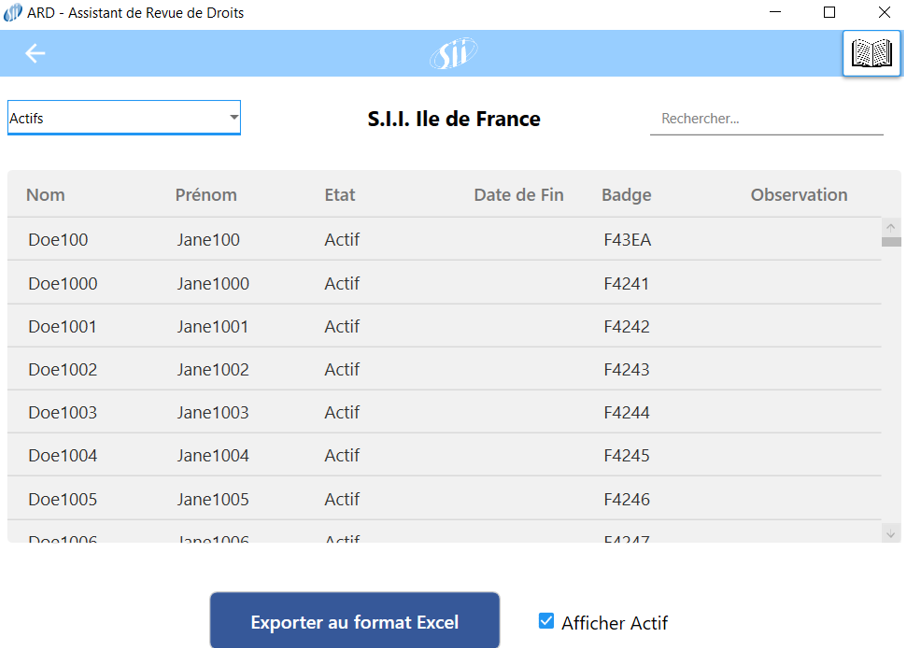 ARD - Assistant de Revue de Droits
Sii
Actifs
S.I.I. Ile de France
Rechercher...
Nom Prénom Etat Date de Fin Badge Observation
Doe100 Jane100 Actif F43EA
Doe1000 Jane1000 Actif F4241
Doe1001 Jane1001 Actif F4242
Doe1002 Jane1002 Actif F4243
Doe1003 Jane1003 Actif F4244
Doe1004 Jane1004 Actif F4245
Doe1005 Jane1005 Actif F4246
Doe1006 Jane1006 Actif F4247
Exporter au format Excel
Afficher Actif